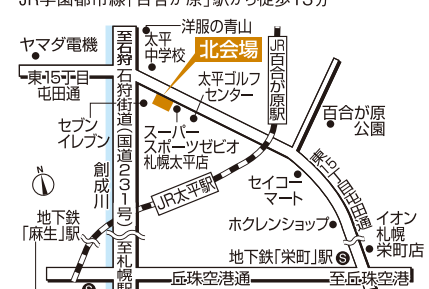 JR学園都市線「百合が原」駅から徒歩13分
洋服の青山
至石狩
太平
中学校
北会場
ヤマダ電機
JR百合が原駅
東15丁目
屯田通
石狩街道(国道231号)
太平ゴルフ
センター
百合が原
公園
セブン
イレブン
スーパー
スポーツゼビオ
札幌太平店
東15丁目屯田通
創成川
JR太平駅
セイコー
マート
地下鉄
「麻生」駅
ホクレンショップ
イオン
札幌
栄町店
至札幌駅
地下鉄「栄町」駅
S
丘珠空港通
至丘珠空港